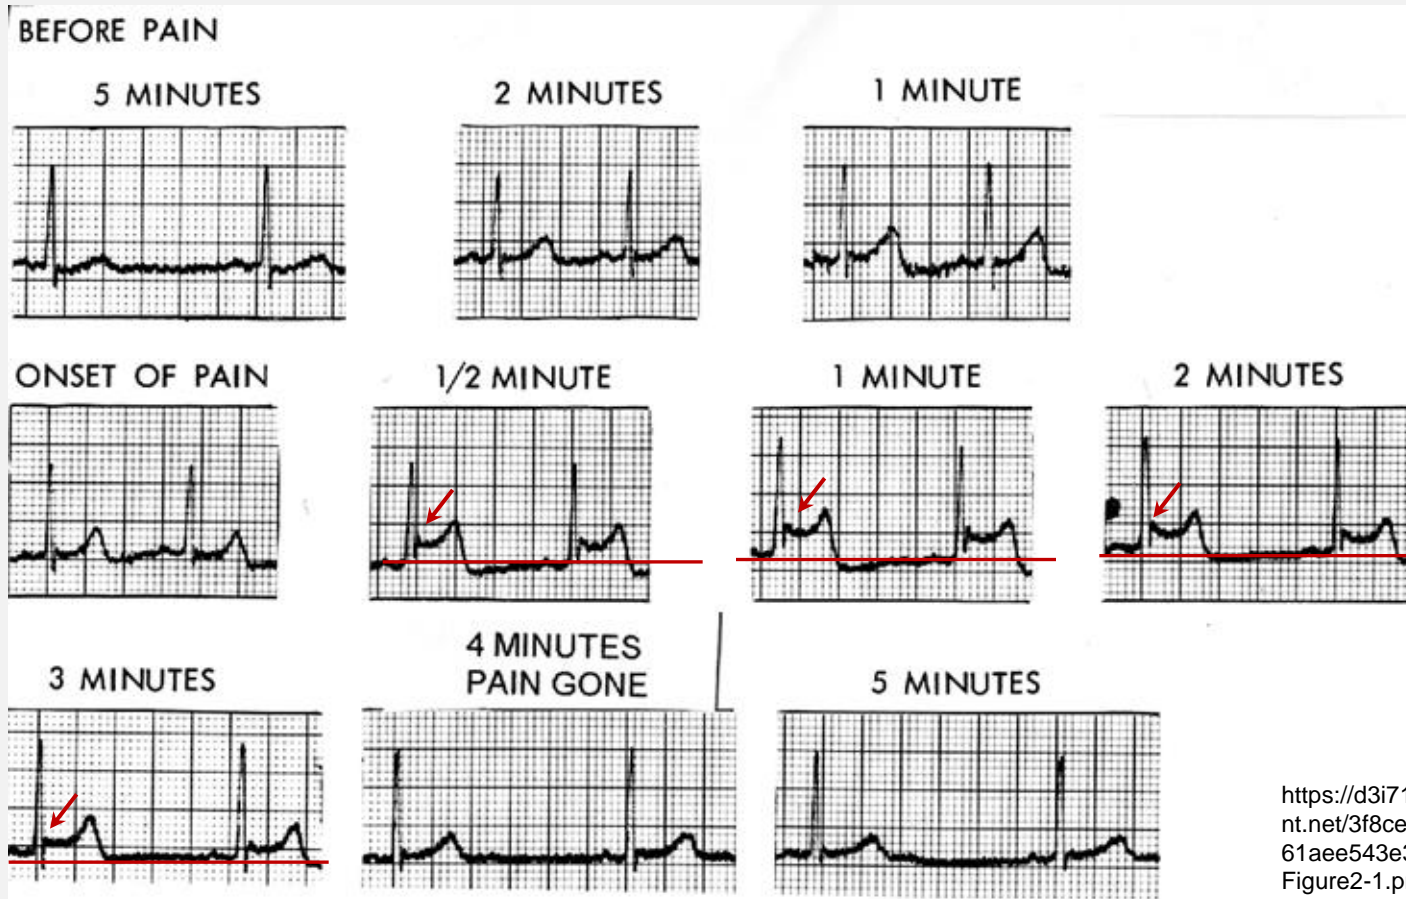 BEFORE PAIN
5 MINUTES
2 MINUTES
1 MINUTE
ONSET OF PAIN
1/2 MINUTE
1 MINUTE
2 MINUTES
3 MINUTES
4 MINUTES
PAIN GONE
5 MINUTES
https://d3i71
nt.net/3f8ce
61aee543e3
Figure2-1.p